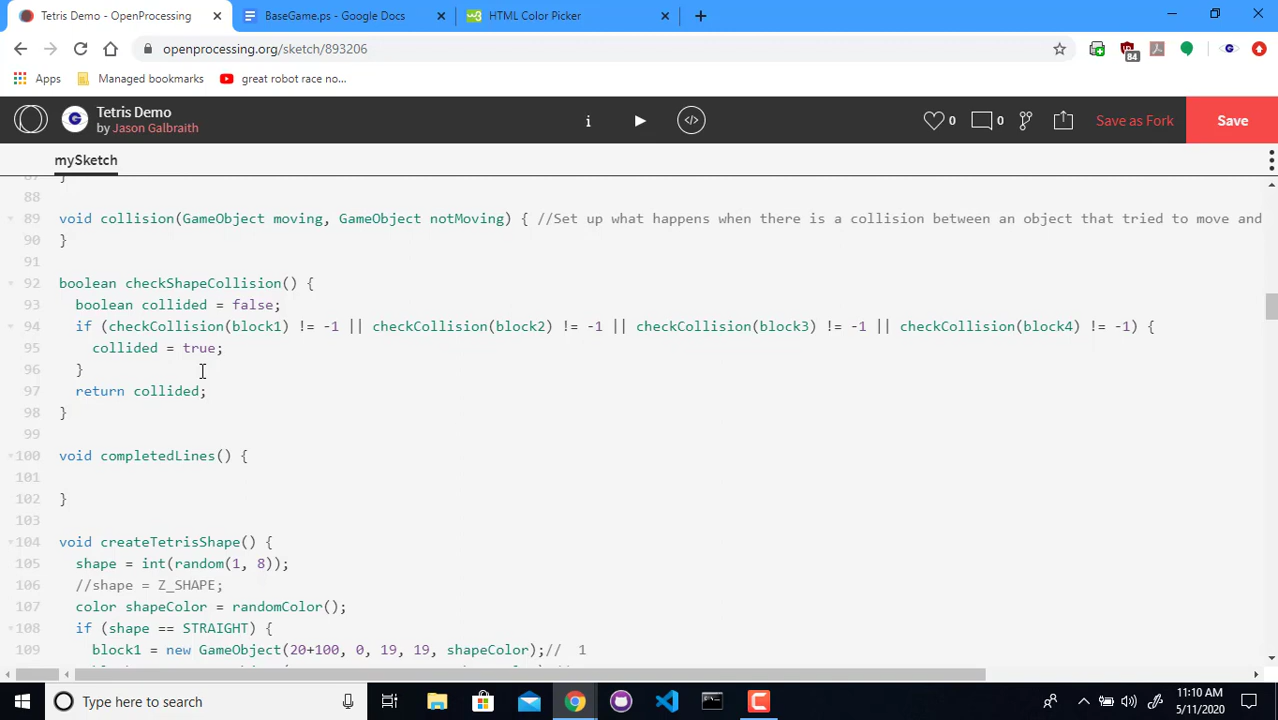 Tetris Demo - OpenProcessing
BaseGame.ps - Google Docs
HTML Color Picker
openprocessing.org/sketch/893206
84
Apps
Managed bookmarks
great robot race no...
Tetris Demo
by Jason Galbraith
0
0
Save as Fork
Save
mySketch
88
89 void collision(GameObject moving, GameObject notMoving) { //Set up what happens when there is a collision between an object that tried to move and
90 }
91
92 boolean checkShapeCollision() {
93 boolean collided = false;
94 if (checkCollision(block1) != -1 || checkCollision(block2) != -1 || checkCollision(block3) != -1 || checkCollision(block4) != -1) {
95 collided = true;
96 }
97 return collided;
98 }
99
100 void completedLines() {
101
102 }
103
104 void createTetrisShape() {
105 shape = int(random(1, 8));
106 //shape = Z_SHAPE;
107 color shapeColor = randomColor();
108 if (shape == STRAIGHT) {
109 block1 = new GameObject(20+100, 0, 19, 19, shapeColor);// 1
Type here to search
11:10 AM
5/11/2020